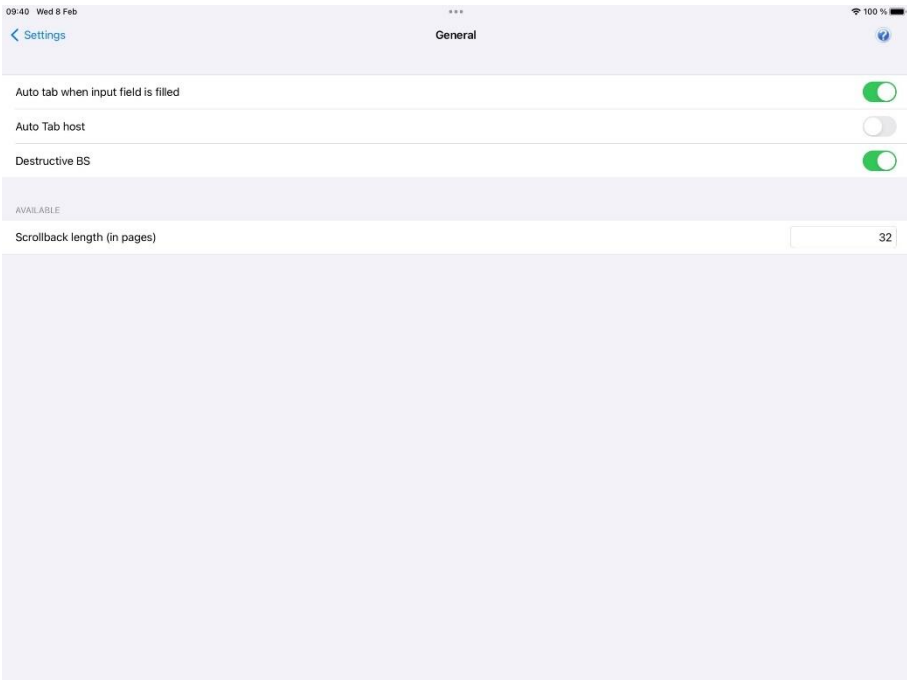 09:40 Wed 8 Feb 100 %
Settings General ?
Auto tab when input field is filled
Auto Tab host
Destructive BS
AVAILABLE
Scrollback length (in pages) 32